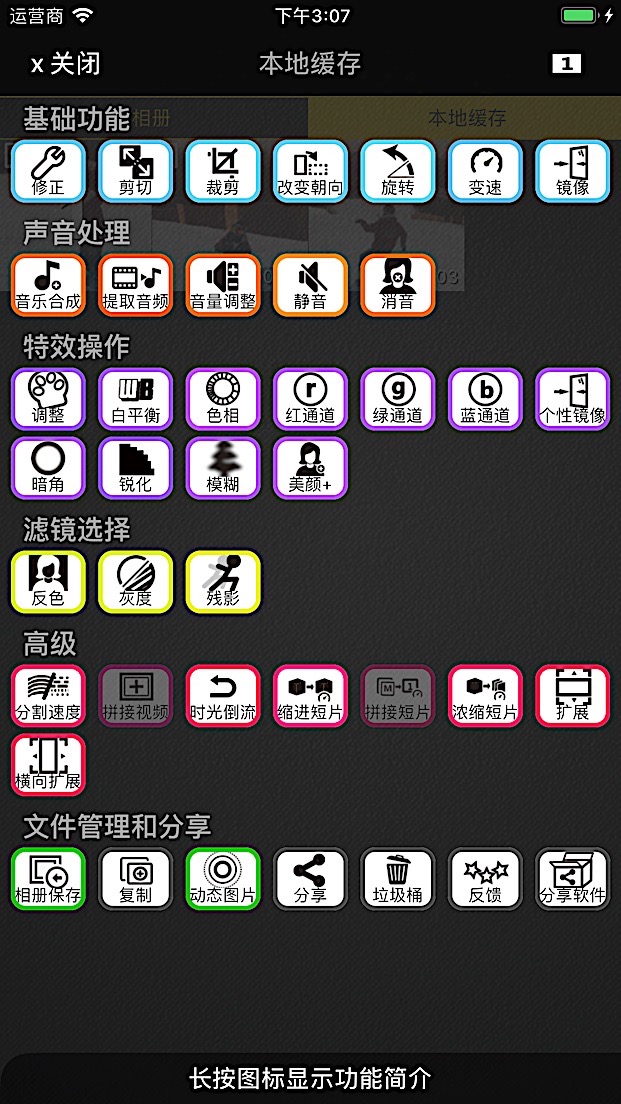 运营商 下午3:07
x 关闭 本地缓存 1
相册 本地缓存
基础功能
修正 剪切 裁剪 改变朝向 旋转 变速 镜像
声音处理
音乐合成 提取音频 音量调整 静音 消音
特效操作
调整 白平衡 色相 红通道 绿通道 蓝通道 个性镜像
暗角 锐化 模糊 美颜+
滤镜选择
反色 灰度 残影
高级
分割速度 拼接视频 时光倒流 缩进短片 拼接短片 浓缩短片 扩展
横向扩展
文件管理和分享
相册保存 复制 动态图片 分享 垃圾桶 反馈 分享软件
长按图标显示功能简介